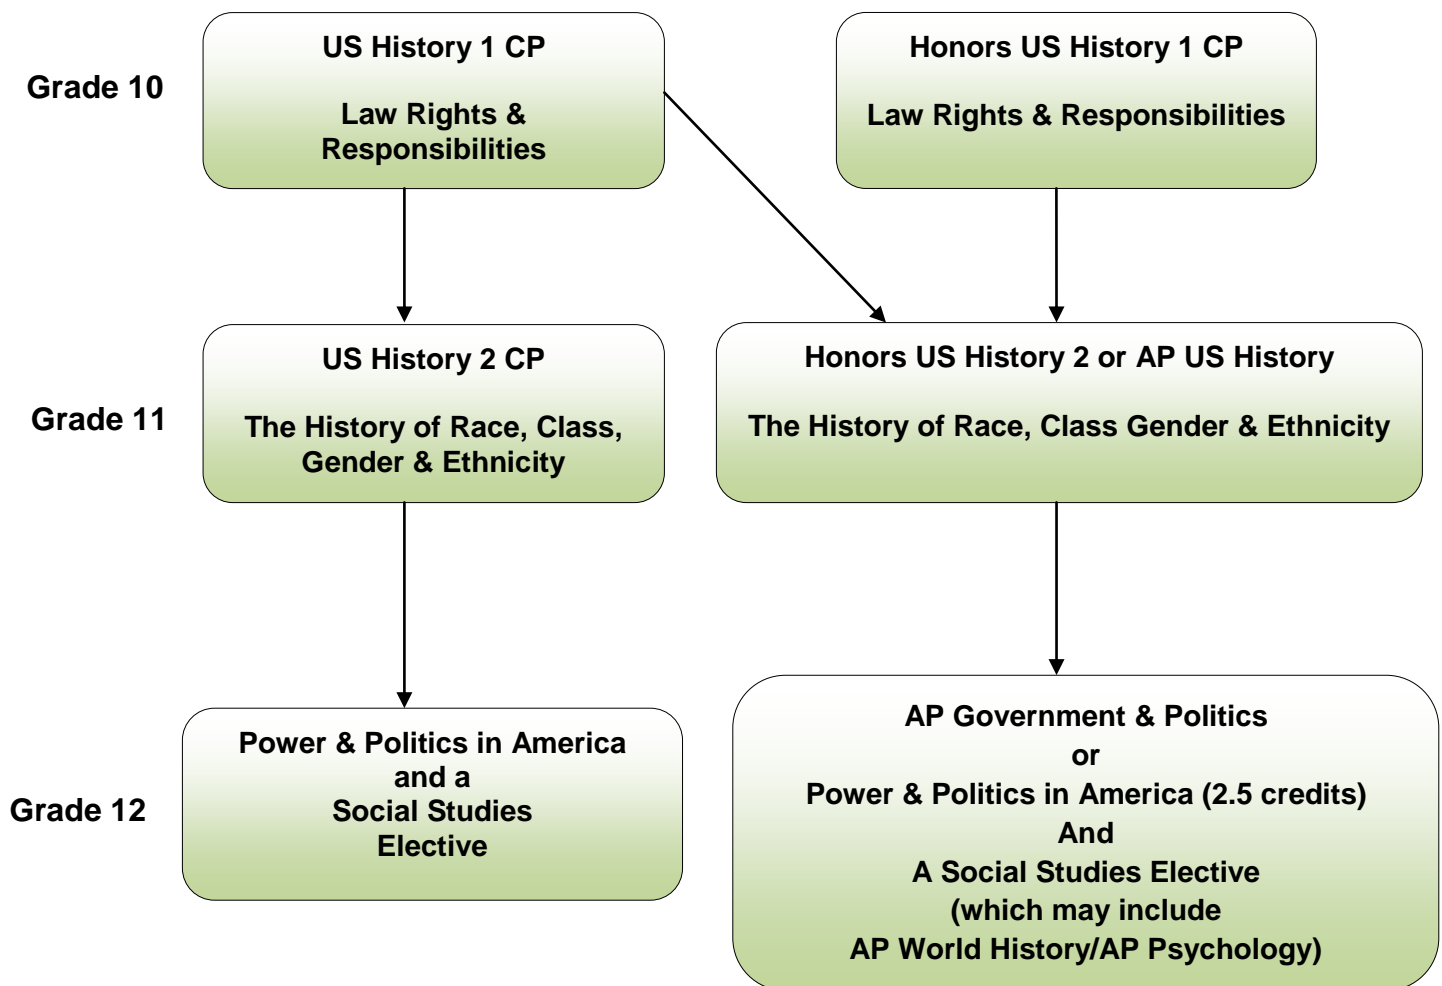 Grade 10
US History 1 CP
Law Rights &
Responsibilities
Honors US History 1 CP
Law Rights & Responsibilities
Grade 11
US History 2 CP
The History of Race, Class,
Gender & Ethnicity
Honors US History 2 or AP US History
The History of Race, Class Gender & Ethnicity
Grade 12
Power & Politics in America
and a
Social Studies
Elective
AP Government & Politics
or
Power & Politics in America (2.5 credits)
And
A Social Studies Elective
(which may include
AP World History/AP Psychology)